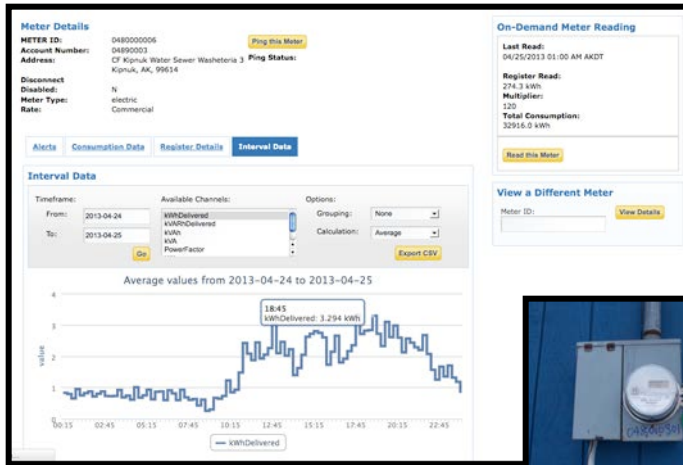 Meter Details
METER ID: 0480000006
Ping this Meter
Account Number: 04890003
Address: CF Kipnuk Water Sewer Washeteria 3
Ping Status:
Kipnuk, AK, 99614
Disconnect
Disabled: N
Meter Type: electric
Rate: Commercial
On-Demand Meter Reading
Last Read:
04/25/2013 01:00 AM AKDT
Register Read:
274.3 kWh
Multiplier:
120
Total Consumption:
32916.0 kWh
Read this Meter
View a Different Meter
Meter ID:
View Details
Alerts Consumption Data Register Details Interval Data
Interval Data
Timeframe: Available Channels: Options:
From: 2013-04-24
To: 2013-04-25
Go
kWhDelivered
kVARhDelivered
kVAh
kVA
PowerFactor
Grouping: None
Calculation: Average
Export CSV
Average values from 2013-04-24 to 2013-04-25
18:45
kWhDelivered: 3.294 kWh
value
4
3
2
1
0
00:15 02:45 05:15 07:45 10:15 12:45 15:15 17:45 20:15 22:45
kWhDelivered